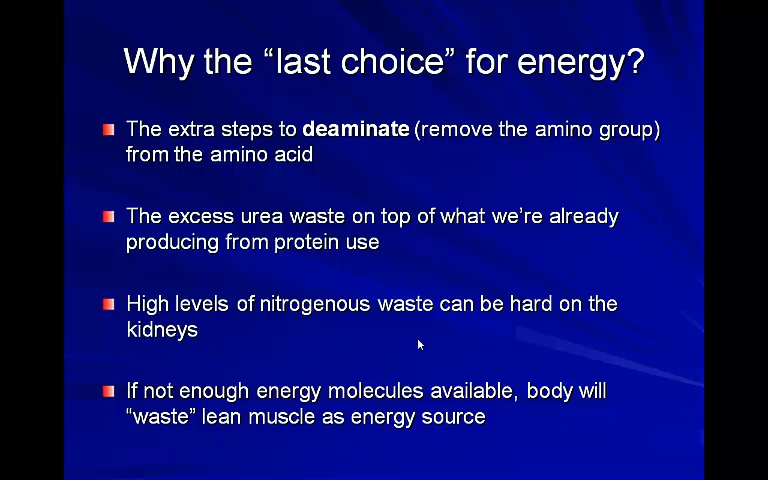 Why the “last choice” for energy?
The extra steps to deaminate (remove the amino group)
from the amino acid
The excess urea waste on top of what we’re already
producing from protein use
High levels of nitrogenous waste can be hard on the
kidneys
If not enough energy molecules available, body will
“waste” lean muscle as energy source